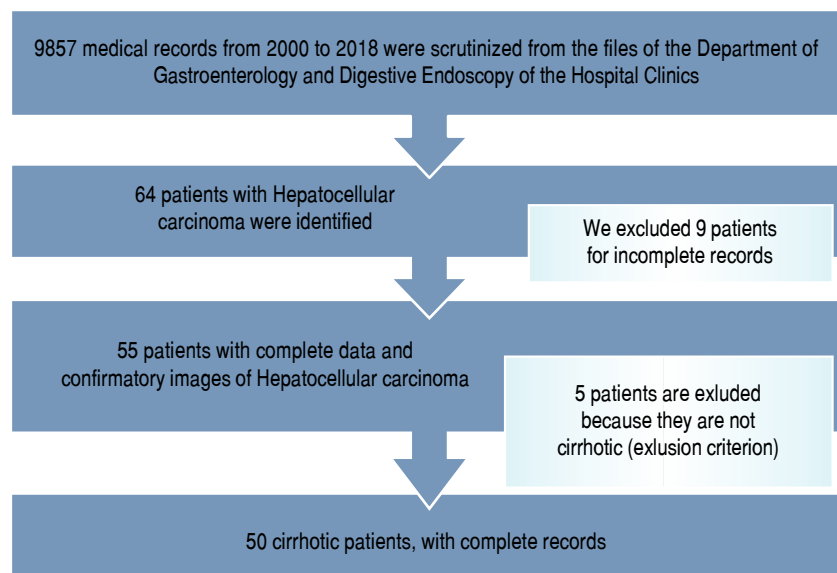 9857 medical records from 2000 to 2018 were scrutinized from the files of the Department of
Gastroenterology and Digestive Endoscopy of the Hospital Clinics
64 patients with Hepatocellular
carcinoma were identified
We excluded 9 patients
for incomplete records
55 patients with complete data and
confirmatory images of Hepatocellular carcinoma
5 patients are exluded
because they are not
cirrhotic (exlusion criterion)
50 cirrhotic patients, with complete records